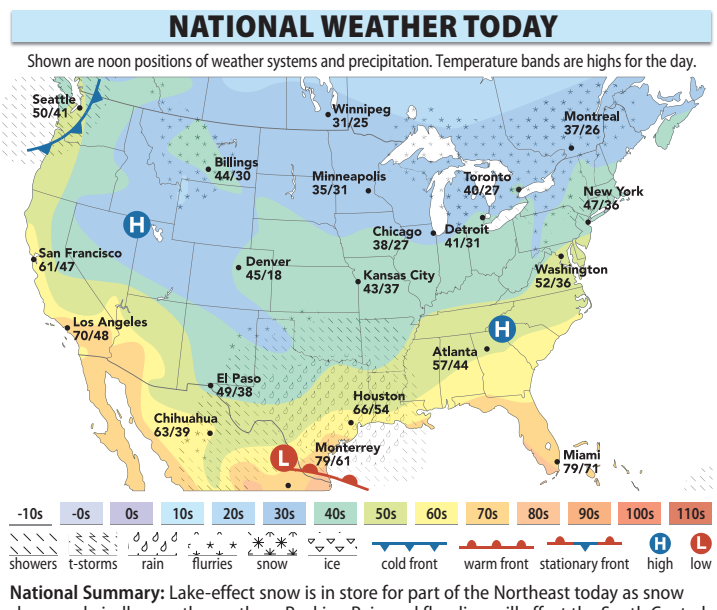 NATIONAL WEATHER TODAY
Shown are noon positions of weather systems and precipitation. Temperature bands are highs for the day.
Seattle
50/41
Winnipeg
31/25
Montreal
37/26
Billings
44/30
Minneapolis
35/31
Toronto
40/27
New York
47/36
H
Chicago
38/27
Detroit
41/31
San Francisco
61/47
Denver
45/18
Kansas City
43/37
Washington
52/36
Los Angeles
70/48
H
Atlanta
57/44
El Paso
49/38
Houston
66/54
Chihuahua
63/39
Monterrey
79/61
L
Miami
79/71
-10s -0s 0s 10s 20s 30s 40s 50s 60s 70s 80s 90s 100s 110s
showers t-storms rain flurries snow ice cold front warm front stationary front H high L low
National Summary: Lake-effect snow is in store for part of the Northeast today as snow